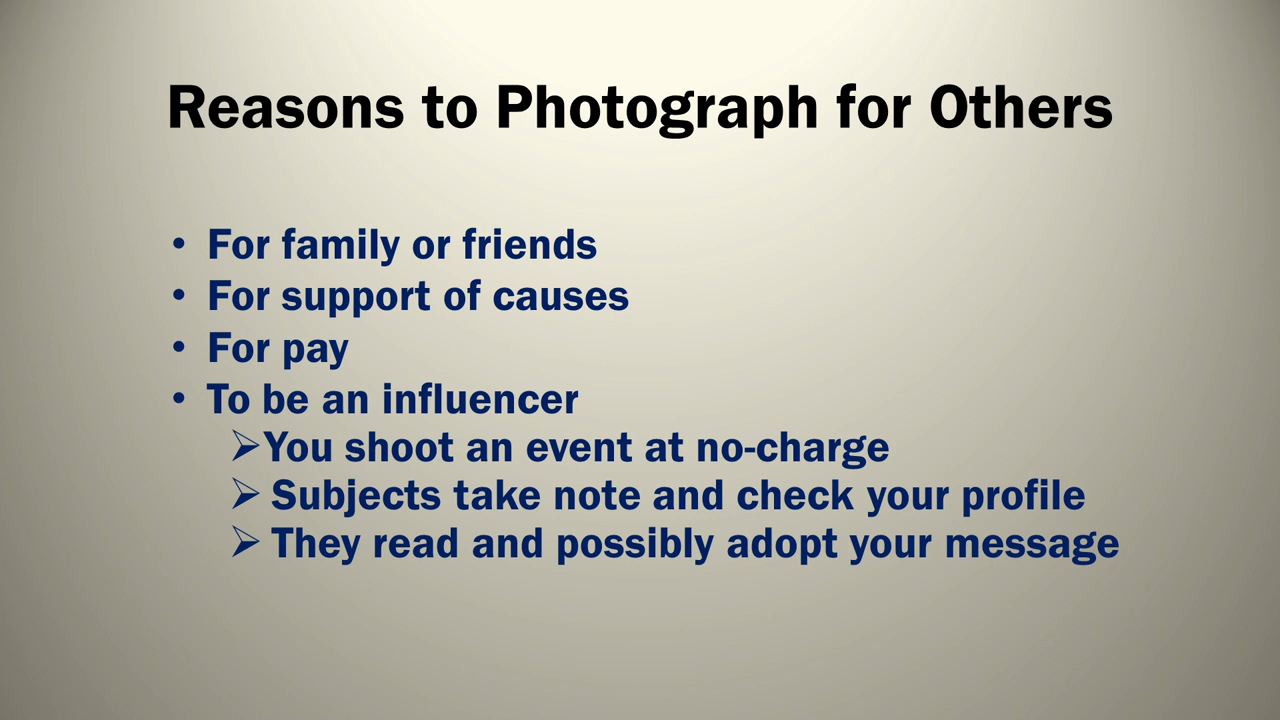 Reasons to Photograph for Others
• For family or friends
• For support of causes
• For pay
• To be an influencer
➢You shoot an event at no-charge
➢ Subjects take note and check your profile
➢ They read and possibly adopt your message